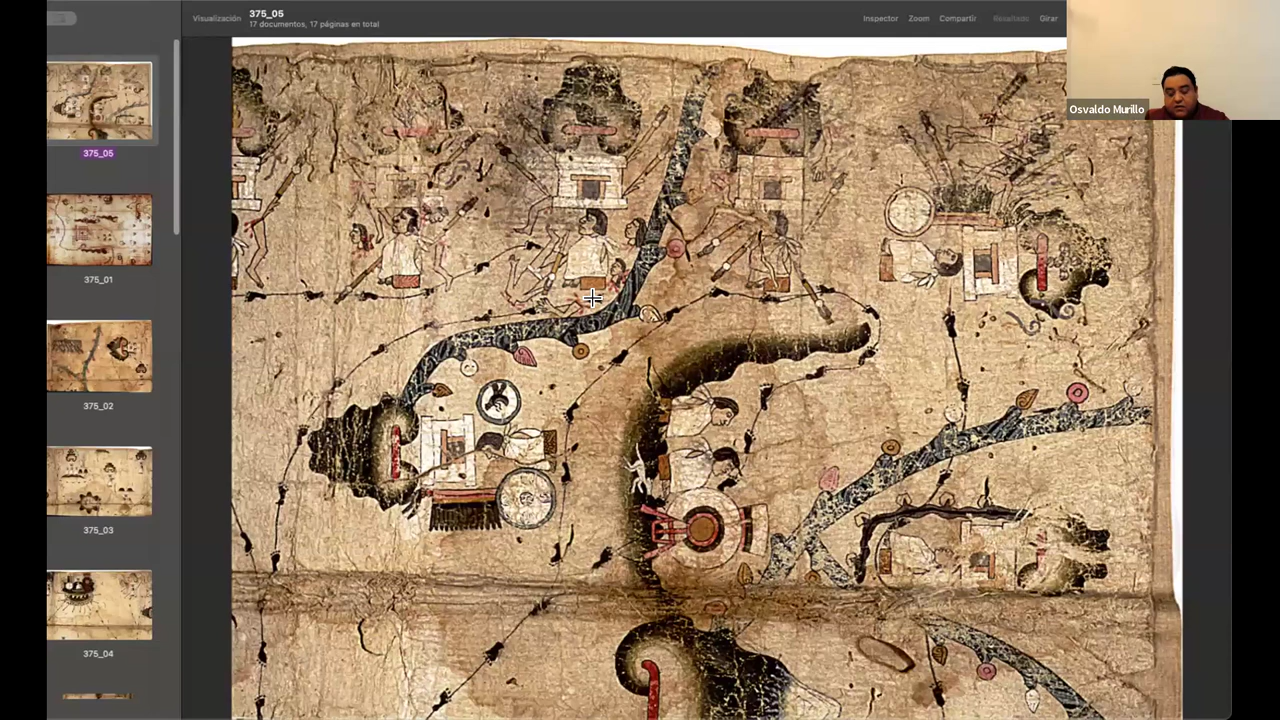 Visualización
375_05
17 documentos, 17 páginas en total
Inspector
Zoom
Compartir
Resaltado
Girar
Osvaldo Murillo
375_05
375_01
375_02
375_03
375_04